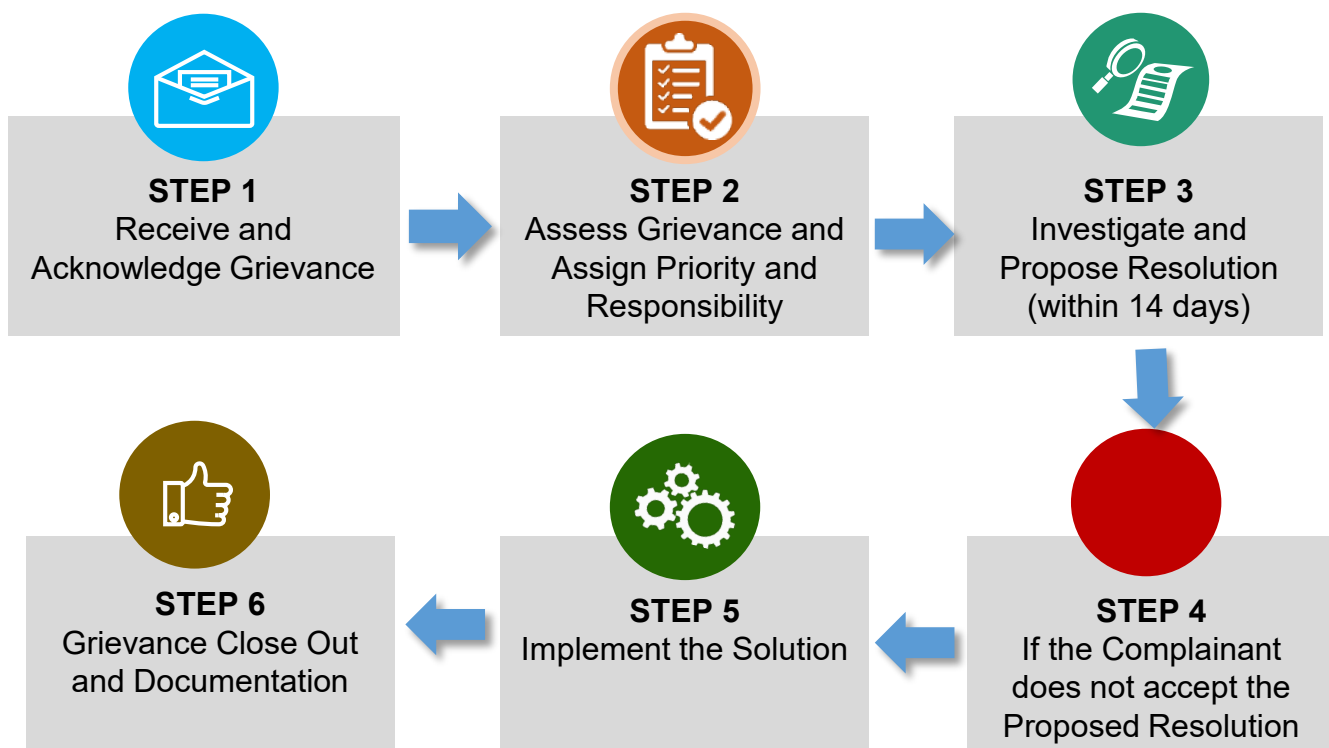 STEP 1
Receive and
Acknowledge Grievance
STEP 2
Assess Grievance and
Assign Priority and
Responsibility
STEP 3
Investigate and
Propose Resolution
(within 14 days)
STEP 4
If the Complainant
does not accept the
Proposed Resolution
STEP 5
Implement the Solution
STEP 6
Grievance Close Out
and Documentation